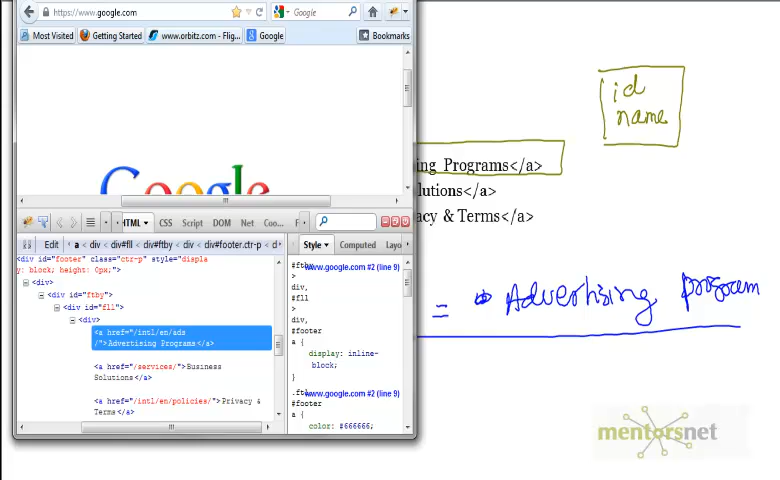 https://www.google.com
Google
Most Visited
Getting Started
www.orbitz.com - Flig...
Google
Bookmarks
id
name
ing Programs</a>
lutions</a>
acy & Terms</a>
Google
HTML
CSS
Script
DOM
Net
Coo...
Edit
a < div < div#fll < div#ftby < div < div#footer.ctr-p < d
Style
Computed
Layo
<div id="footer" class="ctr-p" style="displa
y: block; height: 0px;">
<div>
<div id="ftby">
<div id="fll">
<div>
<a href="/intl/en/ads
/">Advertising Programs</a>
<a href="/services/">Business
Solutions</a>
<a href="/intl/en/policies/">Privacy &
Terms</a>
www.google.com #2 (line 9)
>
div,
#fll
>
div,
#footer
a {
display: inline-
block;
}
www.google.com #2 (line 9)
#footer
a {
color: #666666;
= Advertising program
mentorsnet